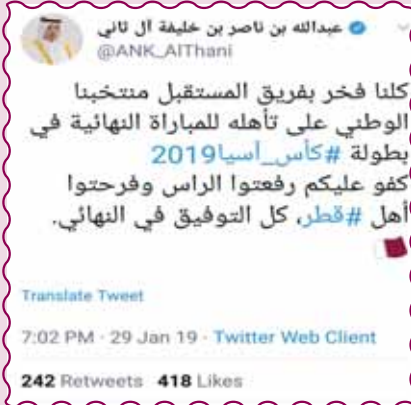 عبدالله بن ناصر بن خليفة آل ثاني
@ANK_AlThani
كلنا فخر بفريق المستقبل منتخبنا
الوطني على تأهله للمباراة النهائية في
بطولة #كأس_آسيا2019
كفو عليكم رفعتوا الراس وفرحتوا
أهل #قطر، كل التوفيق في النهائي.
Translate Tweet
7:02 PM · 29 Jan 19 · Twitter Web Client
242 Retweets 418 Likes